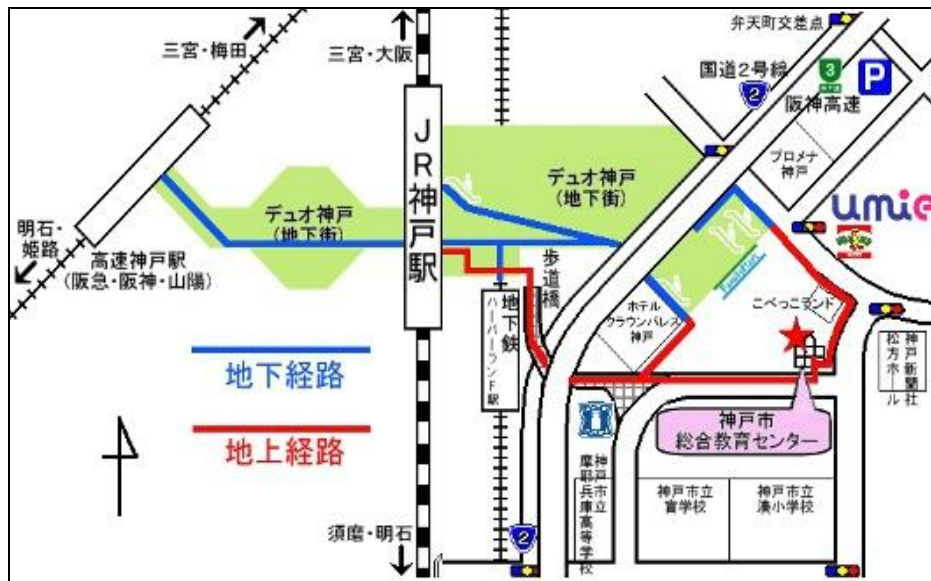 弁天町交差点
三宮・梅田
三宮・大阪
国道2号線
2
3
P
阪神高速
プロメナ
神戸
JR神戸駅
デュオ神戸
(地下街)
デュオ神戸
(地下街)
umie
明石・
姫路
高速神戸駅
(阪急・阪神・山陽)
歩道橋
地下鉄
ハーバーランド駅
ホテル
クラウンパレス
神戸
こべっこランド
地下経路
地上経路
神戸新聞社
松方ホール
神戸市
総合教育センター
神戸市立
摩耶兵庫高等学校
神戸市立
盲学校
神戸市立
湊小学校
須磨・明石
2